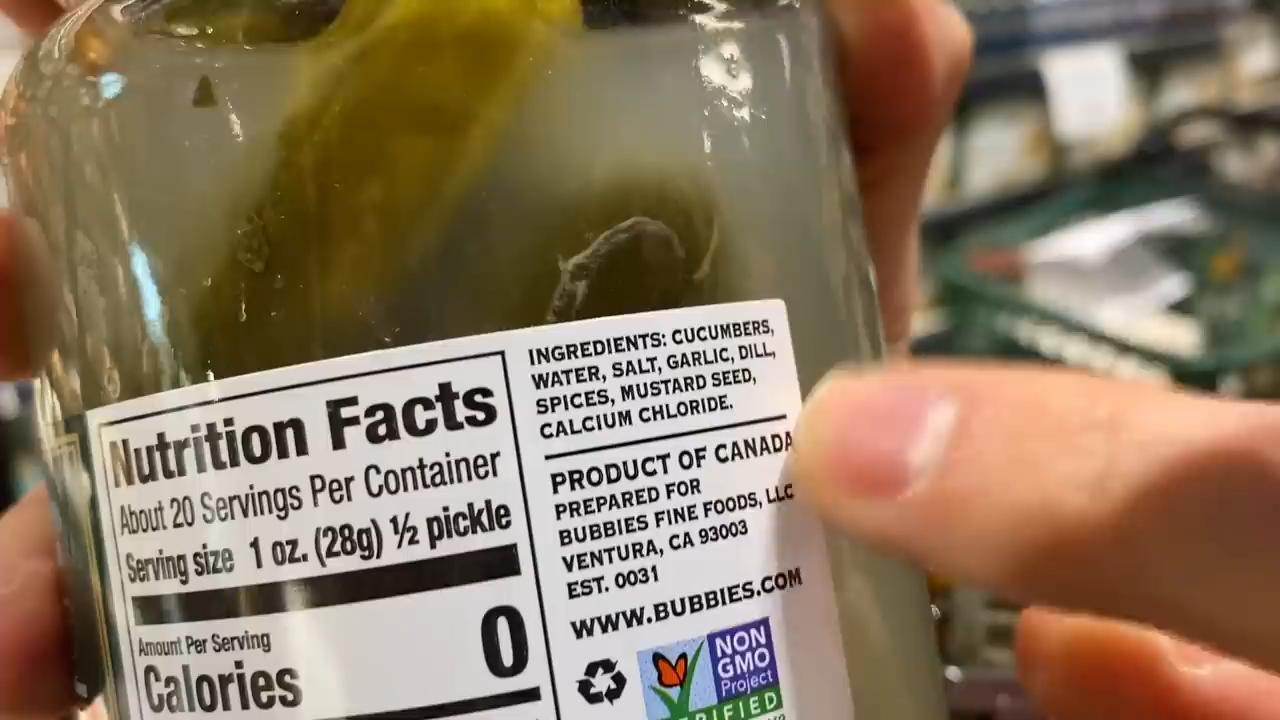 Nutrition Facts
About 20 Servings Per Container
Serving size 1 oz. (28g) ½ pickle
Amount Per Serving
Calories 0
INGREDIENTS: CUCUMBERS,
WATER, SALT, GARLIC, DILL,
SPICES, MUSTARD SEED,
CALCIUM CHLORIDE.
PRODUCT OF CANADA
PREPARED FOR
BUBBIES FINE FOODS, LLC
VENTURA, CA 93003
EST. 0031
WWW.BUBBIES.COM
NON
GMO
Project